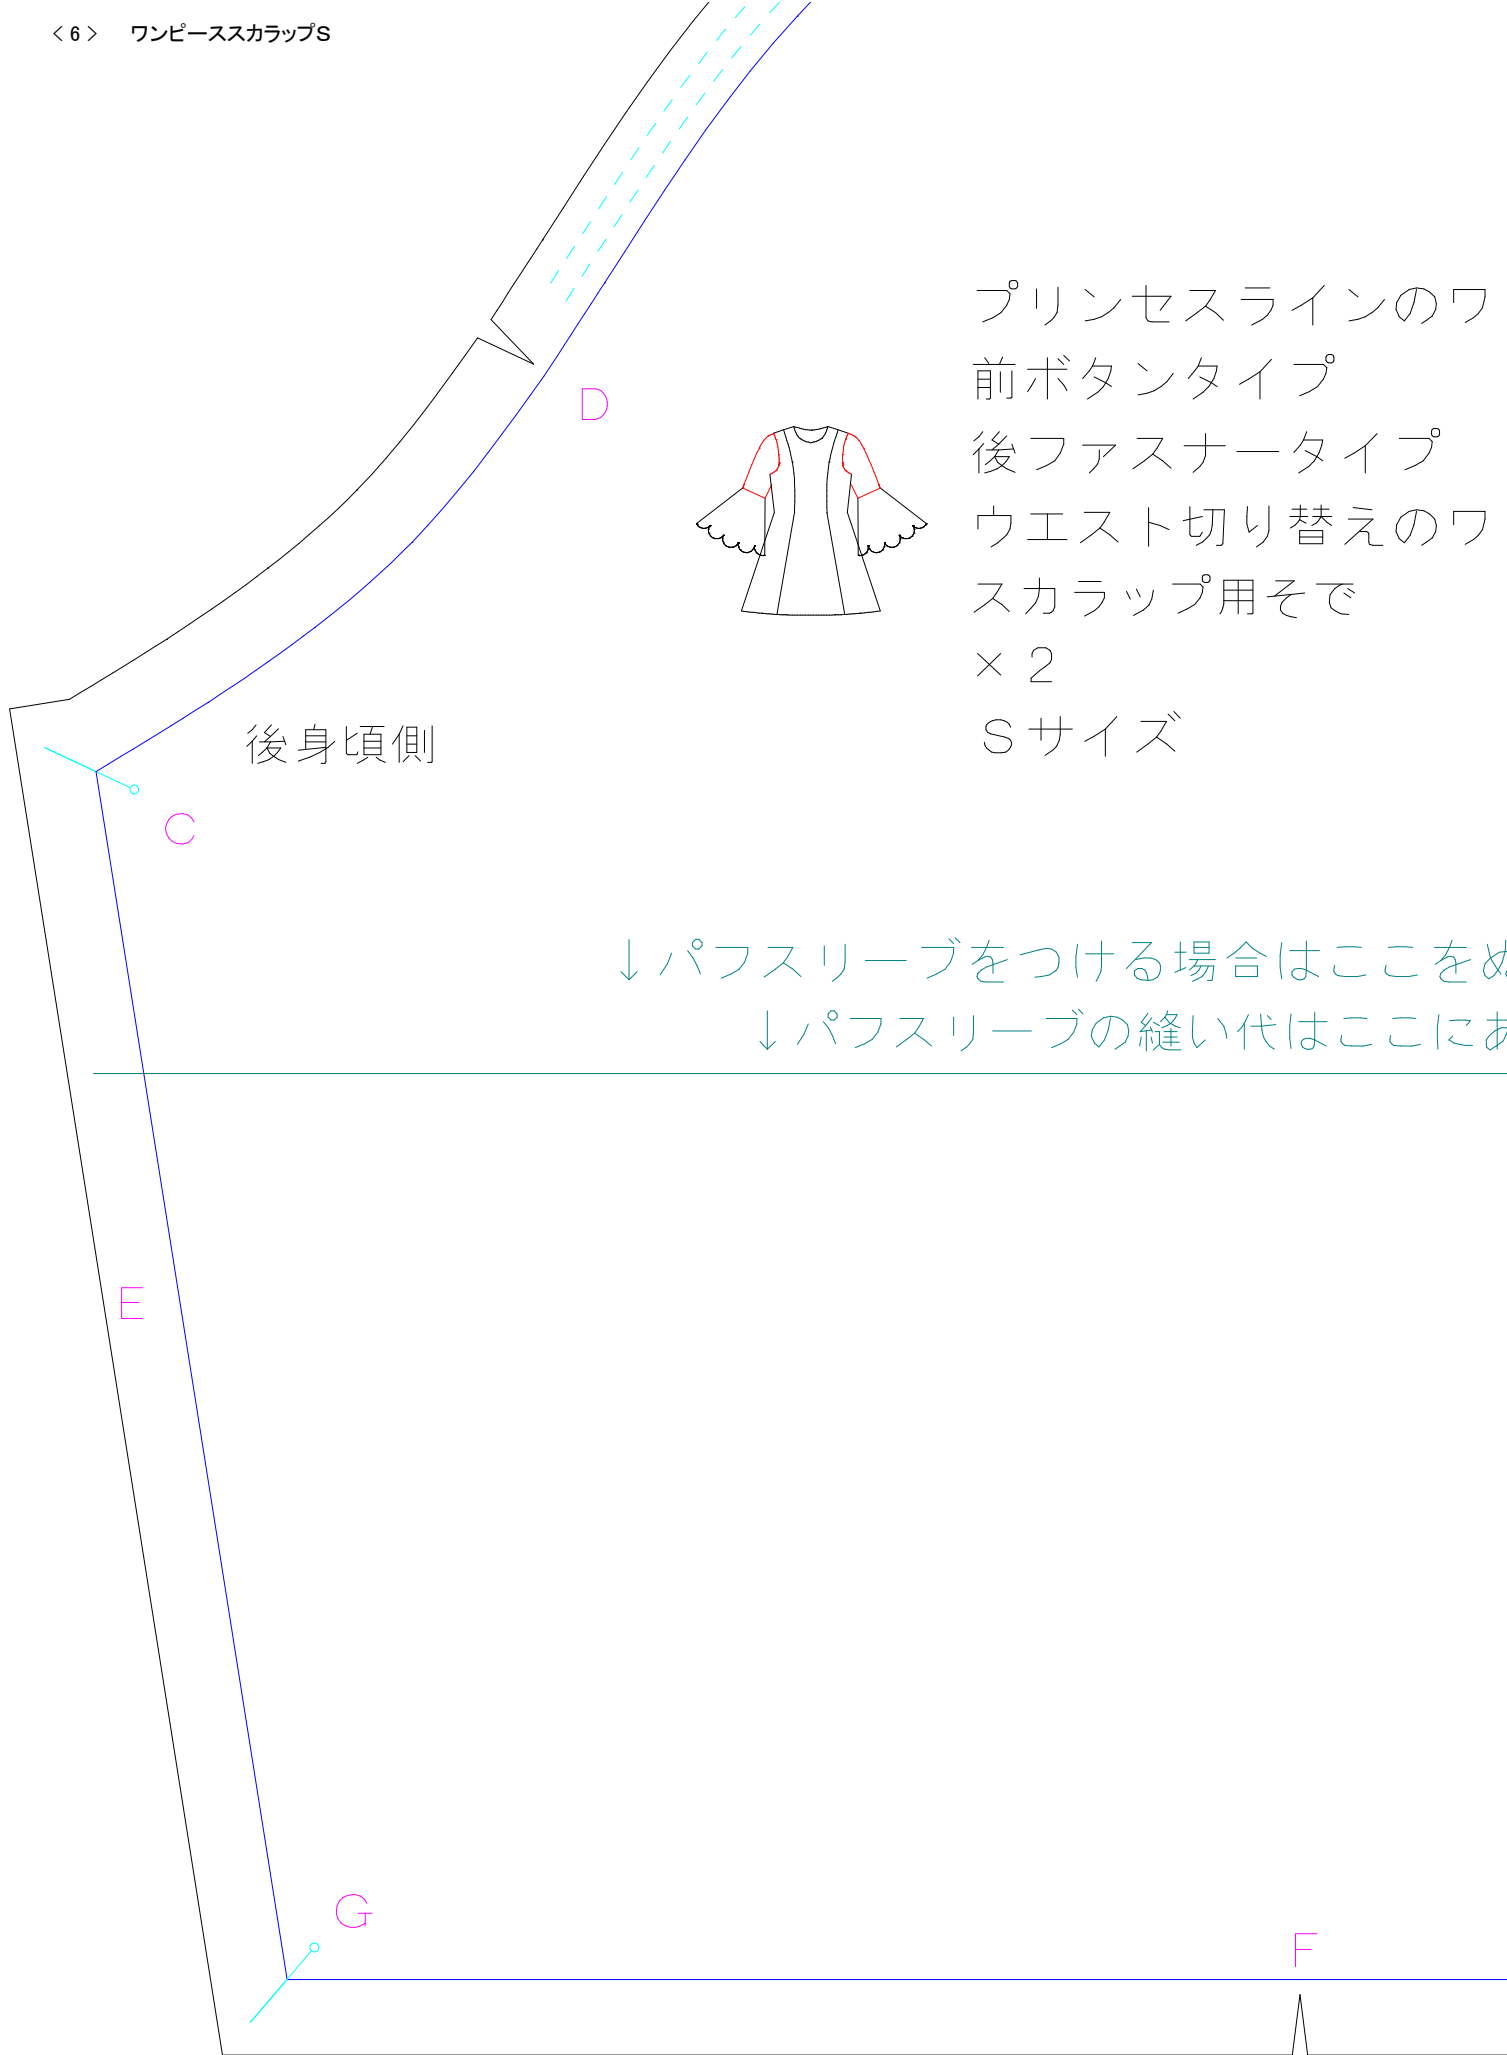 ＜6＞ ワンピーススカラップS
プリンセスラインのワ
前ボタンタイプ
後ファスナータイプ
ウエスト切り替えのワ
スカラップ用そで
×2
Sサイズ
D
後身頃側
C
↓パフスリーブをつける場合はここをぬ
↓パフスリーブの縫い代はここにあ
E
G
F